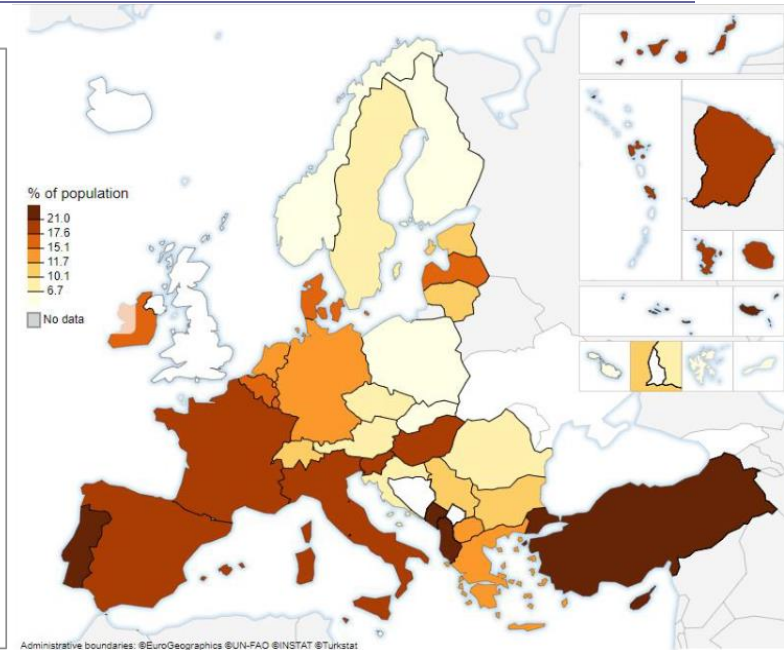 % of population
21.0
17.6
15.1
11.7
10.1
6.7
No data
Administrative boundaries: ©EuroGeographics ©UN-FAO ©INSTAT ©Turkstat